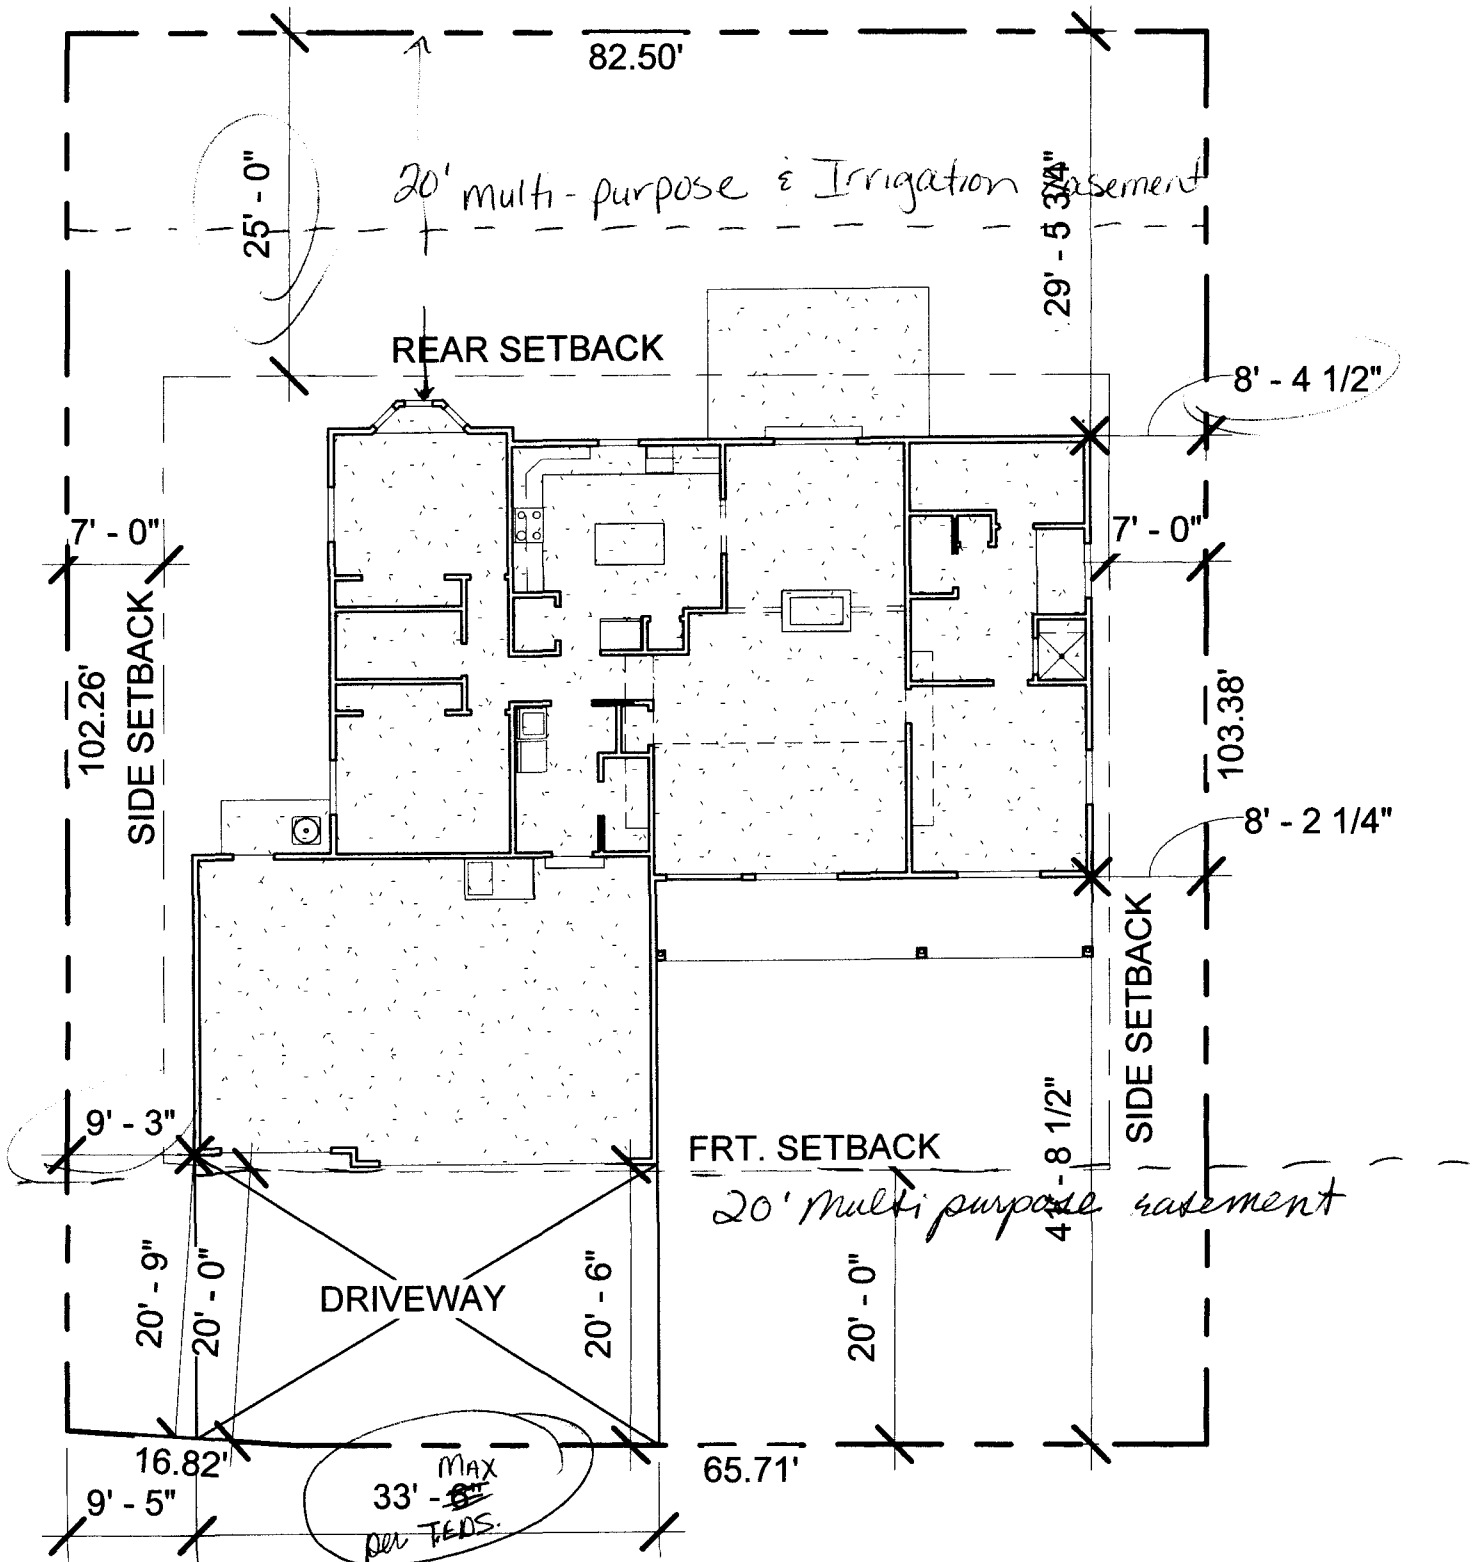 82.50'
25' - 0"
20' multi-purpose & Irrigation Easement
29' - 5 3/4"
REAR SETBACK
8' - 4 1/2"
7' - 0"
7' - 0"
SIDE SETBACK
102.26'
103.38'
8' - 2 1/4"
SIDE SETBACK
9' - 3"
FRT. SETBACK
41' - 8 1/2"
20' Multi purpose easement
20' - 9"
20' - 0"
DRIVEWAY
20' - 6"
20' - 0"
16.82'
65.71'
MAX
33' - 6"
per TEDS.
9' - 5"